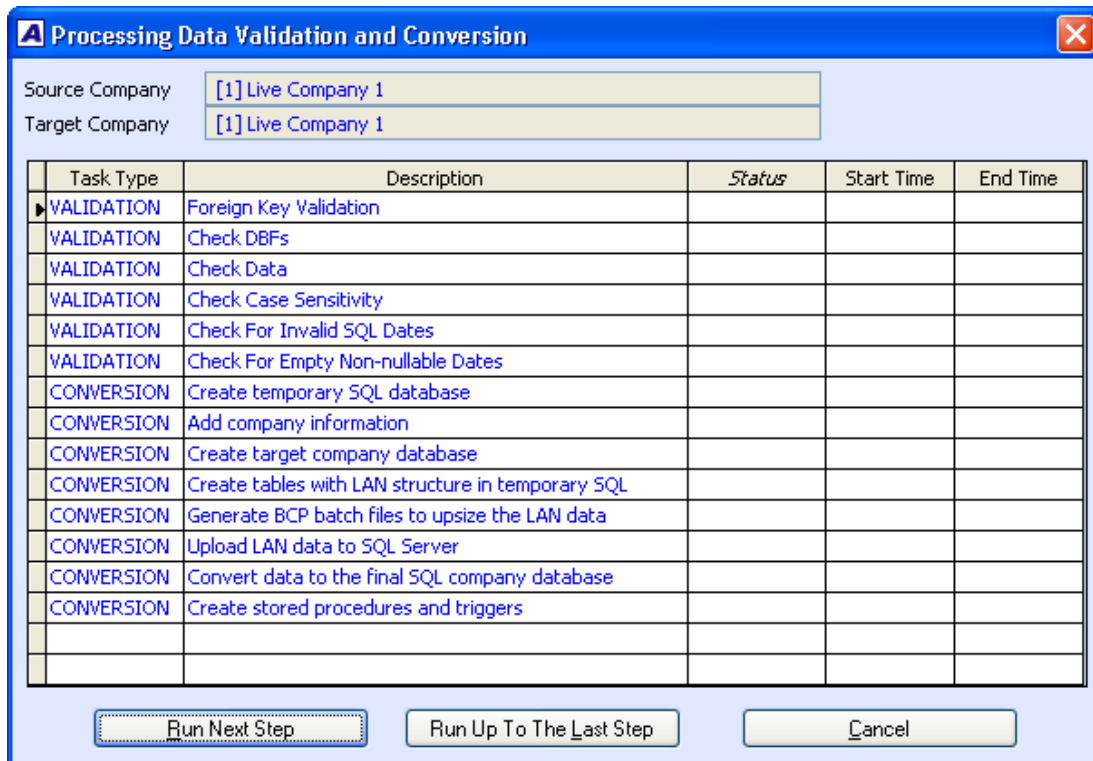 A Processing Data Validation and Conversion
Source Company [1] Live Company 1
Target Company [1] Live Company 1
Task Type Description Status Start Time End Time
VALIDATION Foreign Key Validation
VALIDATION Check DBFs
VALIDATION Check Data
VALIDATION Check Case Sensitivity
VALIDATION Check For Invalid SQL Dates
VALIDATION Check For Empty Non-nullable Dates
CONVERSION Create temporary SQL database
CONVERSION Add company information
CONVERSION Create target company database
CONVERSION Create tables with LAN structure in temporary SQL
CONVERSION Generate BCP batch files to upsize the LAN data
CONVERSION Upload LAN data to SQL Server
CONVERSION Convert data to the final SQL company database
CONVERSION Create stored procedures and triggers
Run Next Step Run Up To The Last Step Cancel